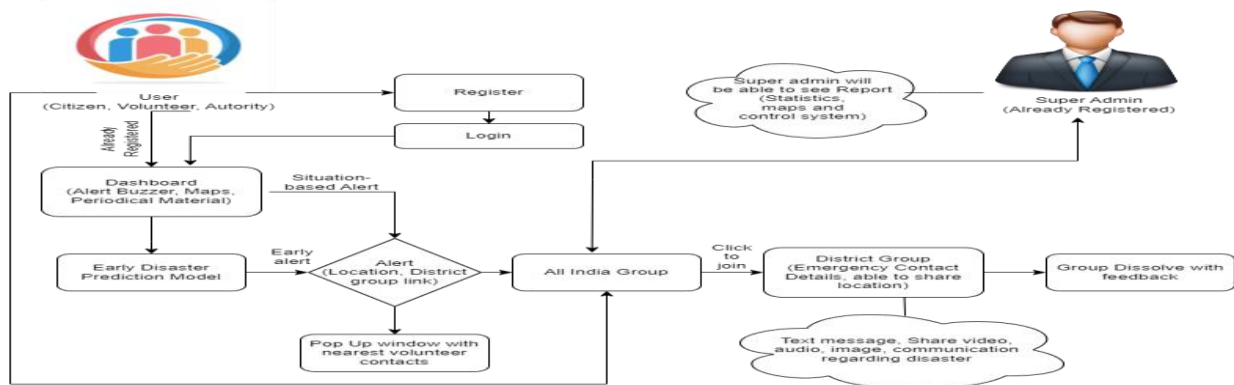 User
(Citizen, Volunteer, Autority)
Register
Login
Already
Registered
Super admin will
be able to see Report
(Statistics,
maps and
control system)
Super Admin
(Already Registered)
Dashboard
(Alert Buzzer, Maps,
Periodical Material)
Situation-
based Alert
Early Disaster
Prediction Model
Early
alert
Alert
(Location, District
group link)
All India Group
Click
to
join
District Group
(Emergency Contact
Details, able to share
location)
Group Dissolve with
feedback
Pop Up window with
nearest volunteer
contacts
Text message, Share video,
audio, image, communication
regarding disaster